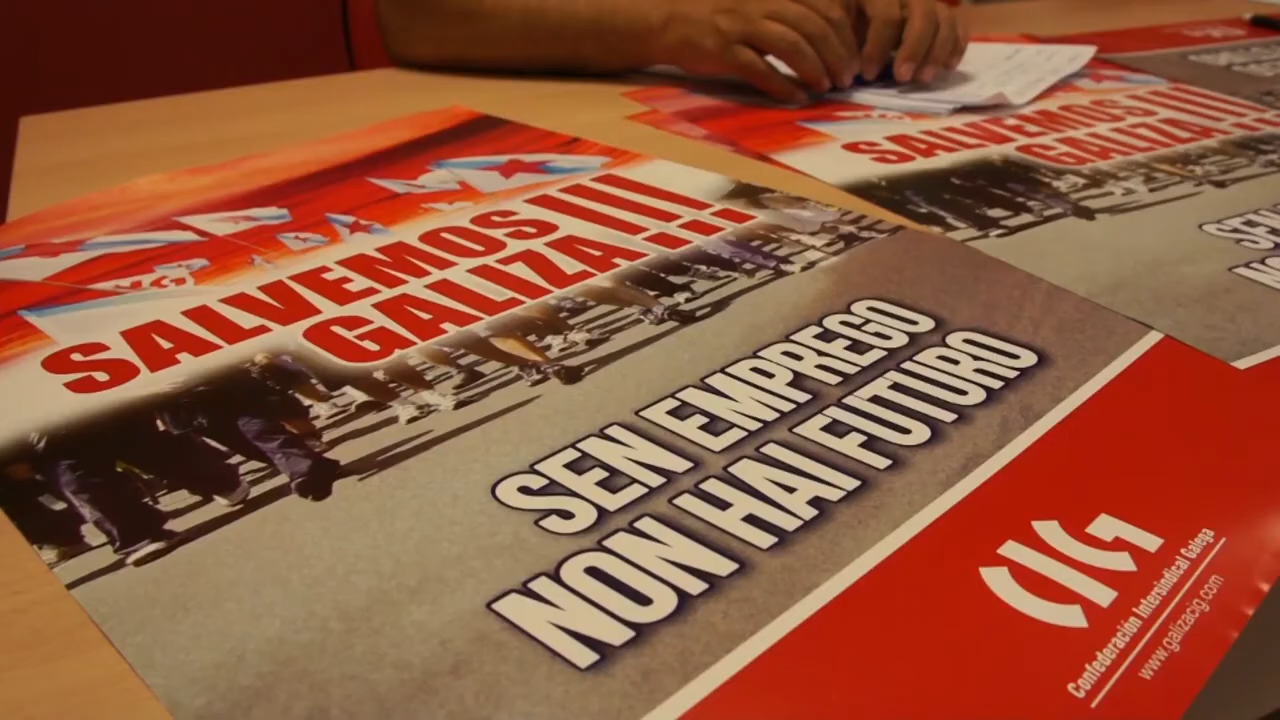 SALVEMOS
GALIZA!!!
SEN EMPREGO
NON HAI FUTURO
CIG
Confederación Intersindical Galega
www.galizacig.com
SALVEMOS
GALIZA!!!